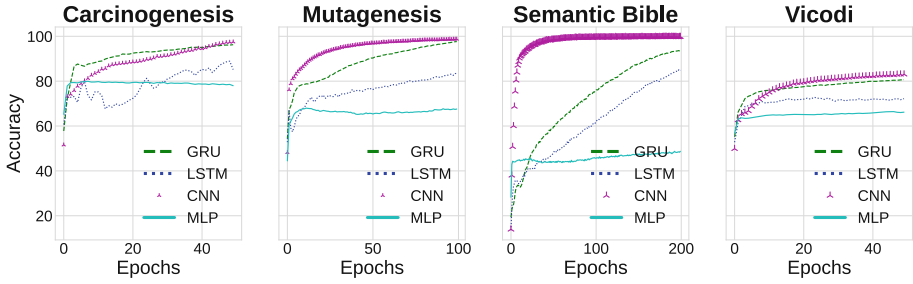 Carcinogenesis Mutagenesis Semantic Bible Vicodi
Accuracy
100
80
60
40
20
GRU
LSTM
CNN
MLP
0 20 40
Epochs
GRU
LSTM
CNN
MLP
0 50 100
Epochs
GRU
LSTM
CNN
MLP
0 100 200
Epochs
GRU
LSTM
CNN
MLP
0 20 40
Epochs